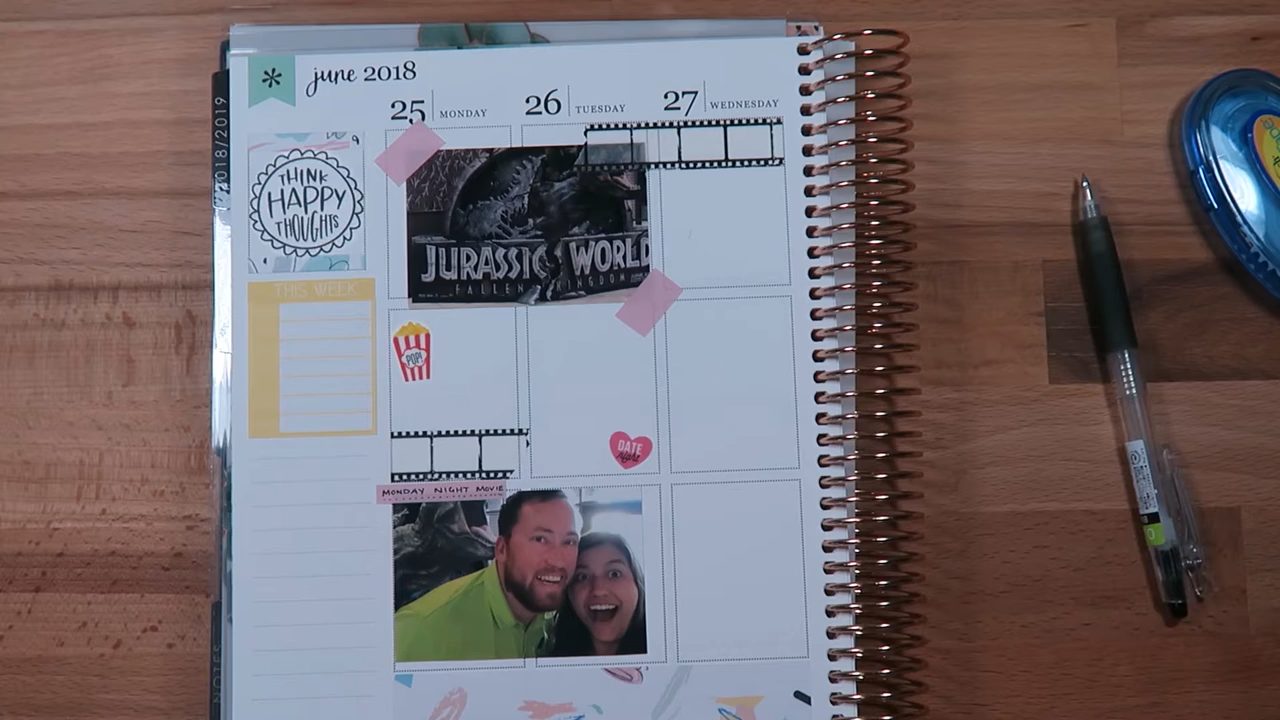 june 2018
25 MONDAY 26 TUESDAY 27 WEDNESDAY
2018/2019
THINK
HAPPY
THOUGHTS
JURASSIC WORLD
FALLEN KINGDOM
THIS WEEK
POP!
DATE
night
MONDAY NIGHT MOVIE
NOTES